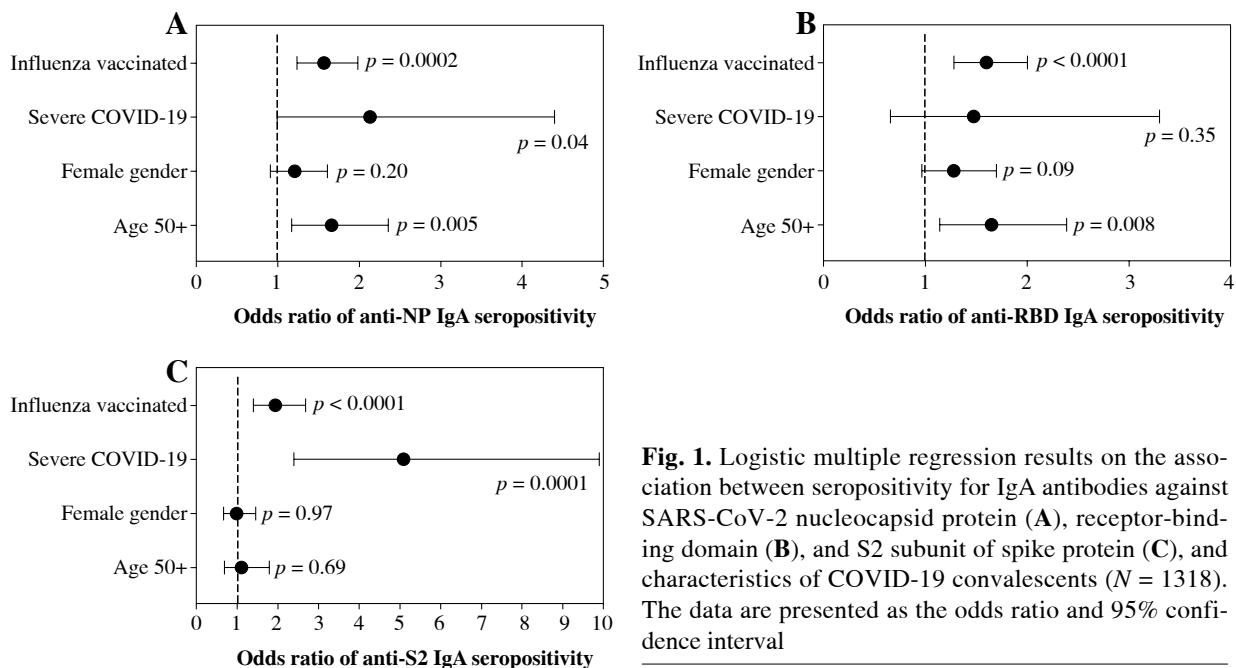 A
Influenza vaccinated
p = 0.0002
Severe COVID-19
p = 0.04
Female gender
p = 0.20
Age 50+
p = 0.005
0 1 2 3 4 5
Odds ratio of anti-NP IgA seropositivity
B
Influenza vaccinated
p < 0.0001
Severe COVID-19
p = 0.35
Female gender
p = 0.09
Age 50+
p = 0.008
0 1 2 3 4
Odds ratio of anti-RBD IgA seropositivity
C
Influenza vaccinated
p < 0.0001
Severe COVID-19
p = 0.0001
Female gender
p = 0.97
Age 50+
p = 0.69
0 1 2 3 4 5 6 7 8 9 10
Odds ratio of anti-S2 IgA seropositivity
Fig. 1. Logistic multiple regression results on the asso-
ciation between seropositivity for IgA antibodies against
SARS-CoV-2 nucleocapsid protein (A), receptor-bind-
ing domain (B), and S2 subunit of spike protein (C), and
characteristics of COVID-19 convalescents (N = 1318).
The data are presented as the odds ratio and 95% confi-
dence interval